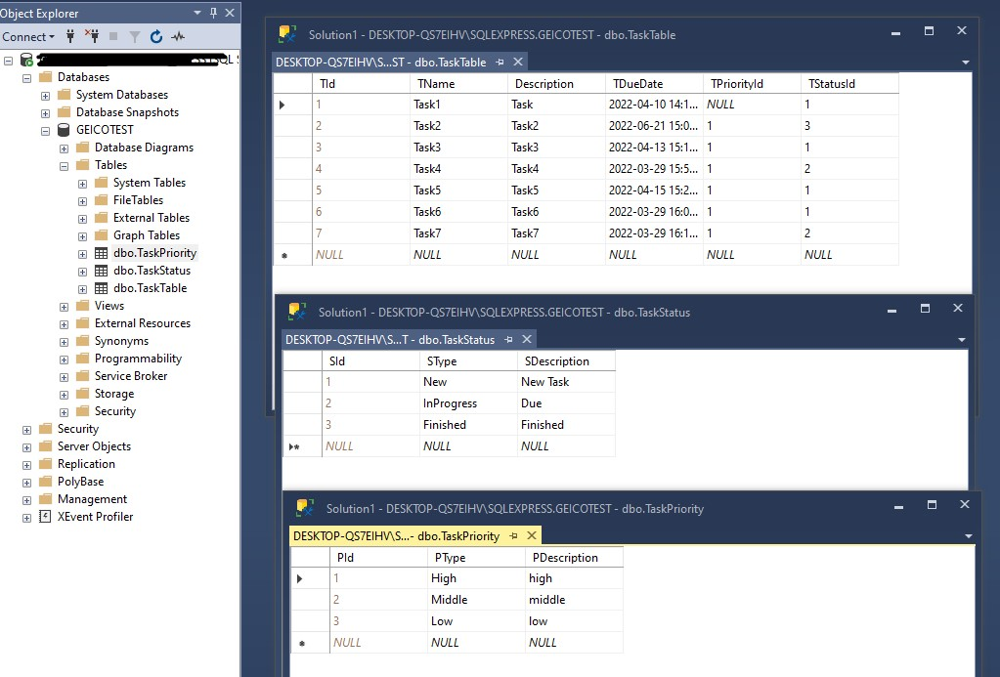 Object Explorer
Connect
SQL S
Databases
System Databases
Database Snapshots
GEICOTEST
Database Diagrams
Tables
System Tables
FileTables
External Tables
Graph Tables
dbo.TaskPriority
dbo.TaskStatus
dbo.TaskTable
Views
External Resources
Synonyms
Programmability
Service Broker
Storage
Security
Security
Server Objects
Replication
PolyBase
Management
XEvent Profiler
Solution1 - DESKTOP-QS7EIHV\SQLEXPRESS.GEICOTEST - dbo.TaskTable
DESKTOP-QS7EIHV\S...ST - dbo.TaskTable
TId TName Description TDueDate TPriorityId TStatusId
1 Task1 Task 2022-04-10 14:1... NULL 1
2 Task2 Task2 2022-06-21 15:0... 1 3
3 Task3 Task3 2022-04-13 15:1... 1 1
4 Task4 Task4 2022-03-29 15:5... 1 2
5 Task5 Task5 2022-04-15 15:2... 1 1
6 Task6 Task6 2022-03-29 16:0... 1 1
7 Task7 Task7 2022-03-29 16:1... 1 2
NULL NULL NULL NULL NULL NULL
Solution1 - DESKTOP-QS7EIHV\SQLEXPRESS.GEICOTEST - dbo.TaskStatus
DESKTOP-QS7EIHV\S...T - dbo.TaskStatus
SId SType SDescription
1 New New Task
2 InProgress Due
3 Finished Finished
NULL NULL NULL
Solution1 - DESKTOP-QS7EIHV\SQLEXPRESS.GEICOTEST - dbo.TaskPriority
DESKTOP-QS7EIHV\S...- dbo.TaskPriority
PId PType PDescription
1 High high
2 Middle middle
3 Low low
NULL NULL NULL